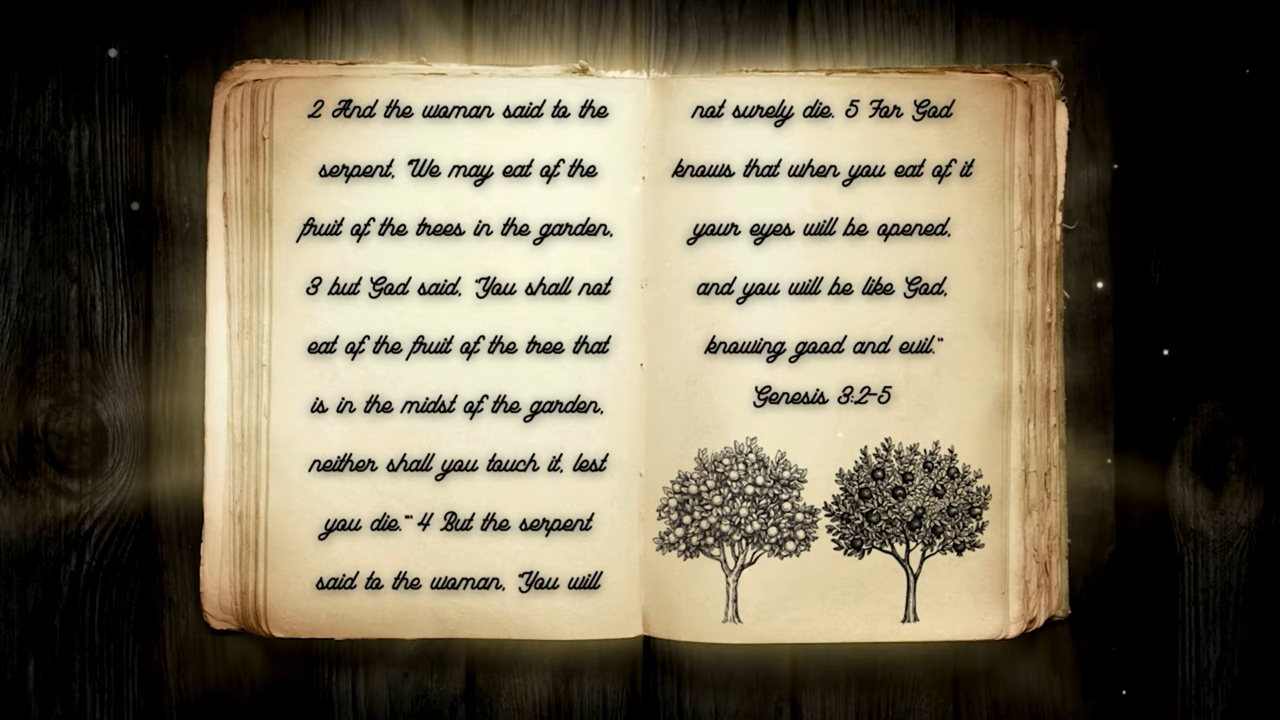 2 And the woman said to the
serpent, "We may eat of the
fruit of the trees in the garden,
3 but God said, 'You shall not
eat of the fruit of the tree that
is in the midst of the garden,
neither shall you touch it, lest
you die.'" 4 But the serpent
said to the woman, "You will
not surely die. 5 For God
knows that when you eat of it
your eyes will be opened,
and you will be like God,
knowing good and evil."
Genesis 3:2-5